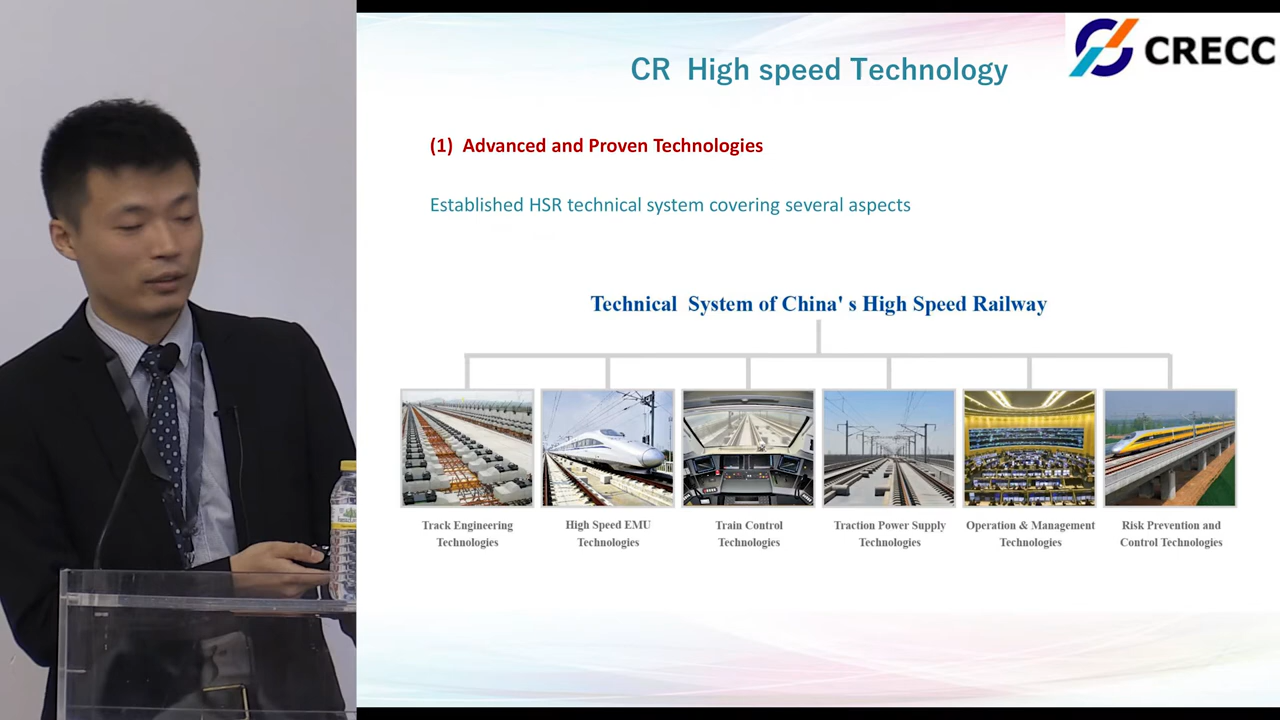 CRECC
CR High speed Technology
(1) Advanced and Proven Technologies
Established HSR technical system covering several aspects
Technical System of China' s High Speed Railway
Track Engineering
Technologies
High Speed EMU
Technologies
Train Control
Technologies
Traction Power Supply
Technologies
Operation & Management
Technologies
Risk Prevention and
Control Technologies